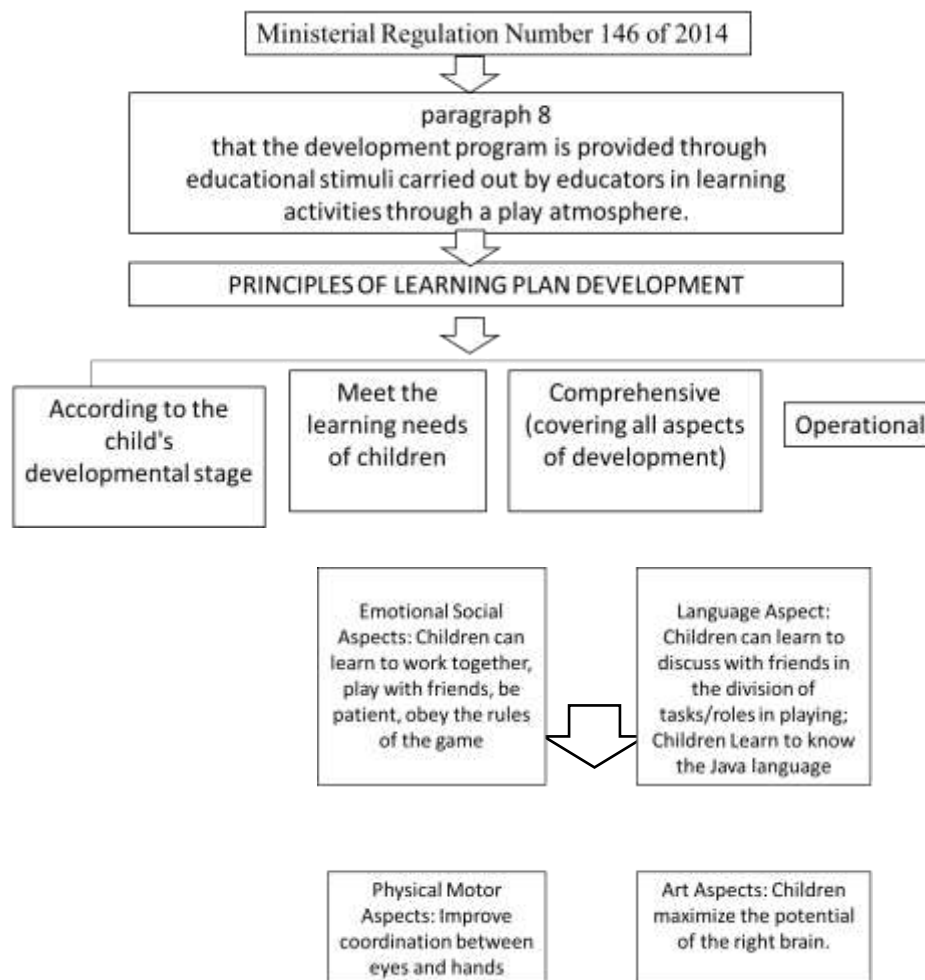 Ministerial Regulation Number 146 of 2014
paragraph 8
that the development program is provided through
educational stimuli carried out by educators in learning
activities through a play atmosphere.
PRINCIPLES OF LEARNING PLAN DEVELOPMENT
According to the
child's
developmental stage
Meet the
learning needs
of children
Comprehensive
(covering all aspects
of development)
Operational
Emotional Social
Aspects: Children can
learn to work together,
play with friends, be
patient, obey the rules
of the game
Language Aspect:
Children can learn to
discuss with friends in
the division of
tasks/roles in playing;
Children Learn to know
the Java language
Physical Motor
Aspects: Improve
coordination between
eyes and hands
Art Aspects: Children
maximize the potential
of the right brain.